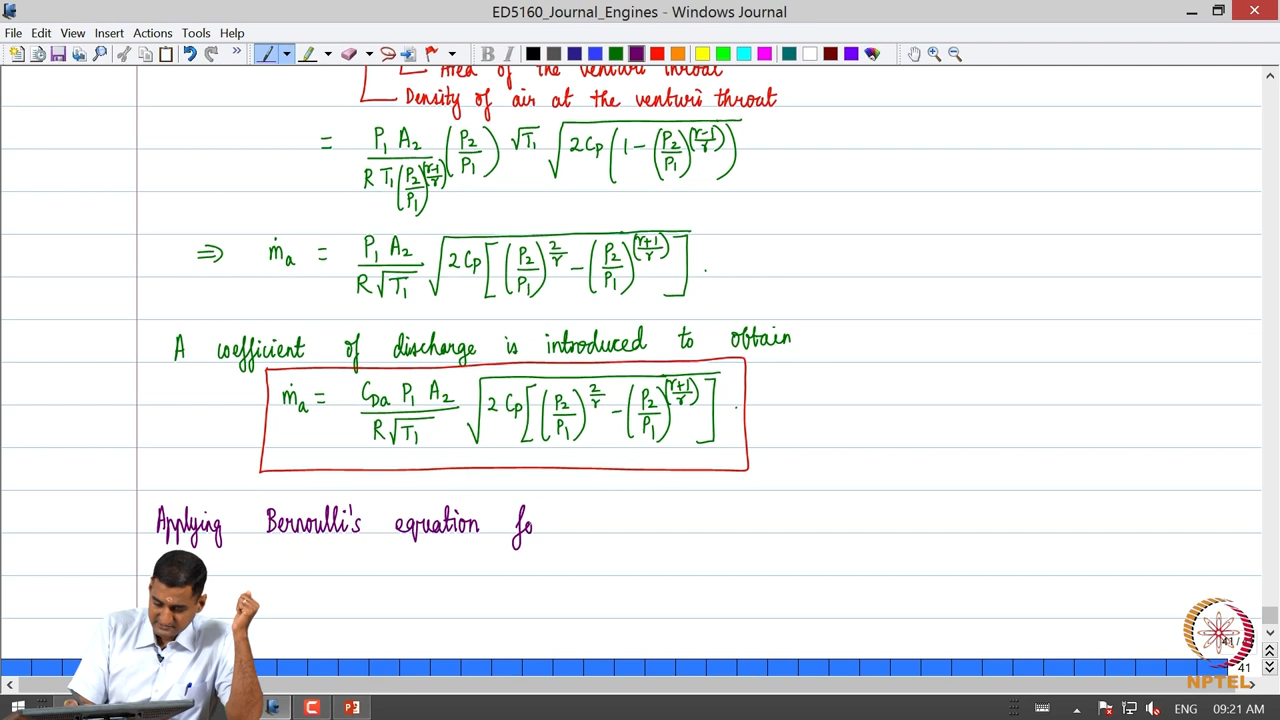 ED5160_Journal_Engines - Windows Journal
File Edit View Insert Actions Tools Help
Area of the venturi throat
Density of air at the venturi throat
= P₁ A₂ / (R T₁ (P₂/P₁)^((r-1)/r)) (P₂/P₁) √T₁ √(2Cp (1 - (P₂/P₁)^((r-1)/r)))
⇒ ṁₐ = P₁ A₂ / (R√T₁) √(2Cp [(P₂/P₁)^(2/r) - (P₂/P₁)^((r+1)/r)]) .
A coefficient of discharge is introduced to obtain
ṁₐ = C_Da P₁ A₂ / (R√T₁) √(2Cp [(P₂/P₁)^(2/r) - (P₂/P₁)^((r+1)/r)]) .
Applying Bernoulli's equation fo
NPTEL
41
ENG 09:21 AM